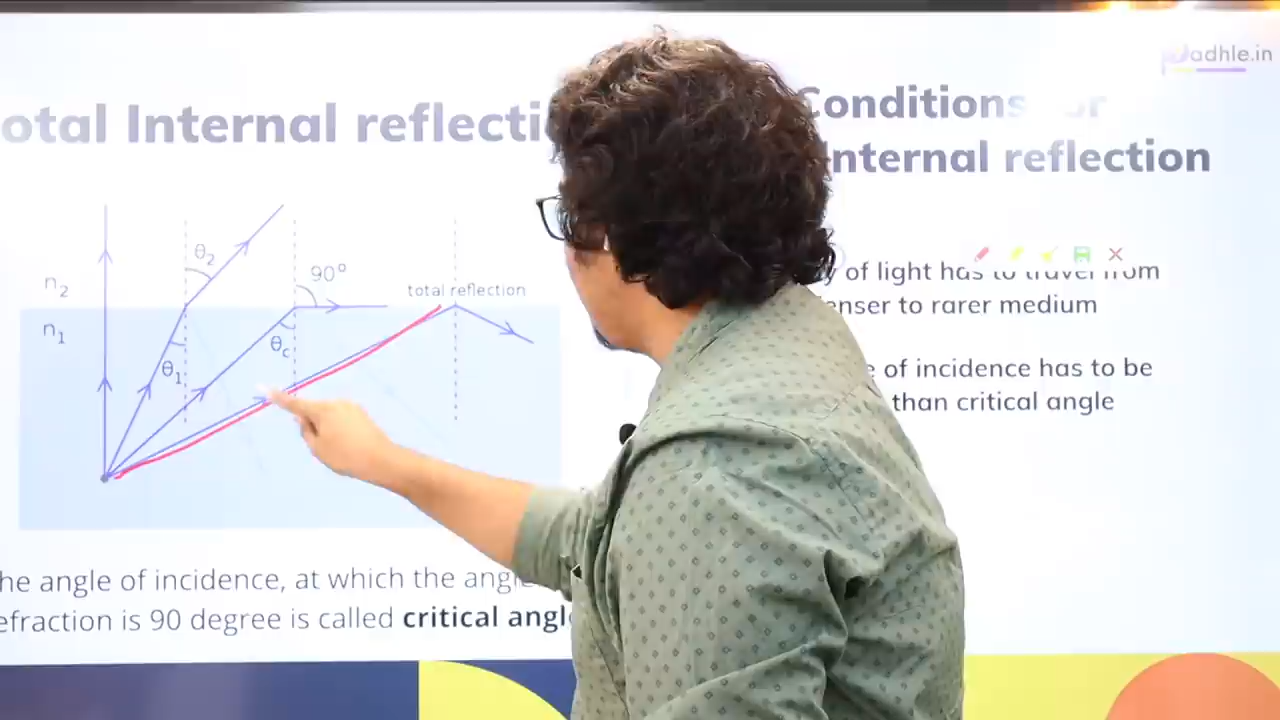 adhle.in
otal Internal reflecti
Conditions or
Internal reflection
n₂
n₁
θ₂
θ₁
90°
θc
total reflection
y of light has to travel from
enser to rarer medium
e of incidence has to be
than critical angle
he angle of incidence, at which the angl
efraction is 90 degree is called critical angl